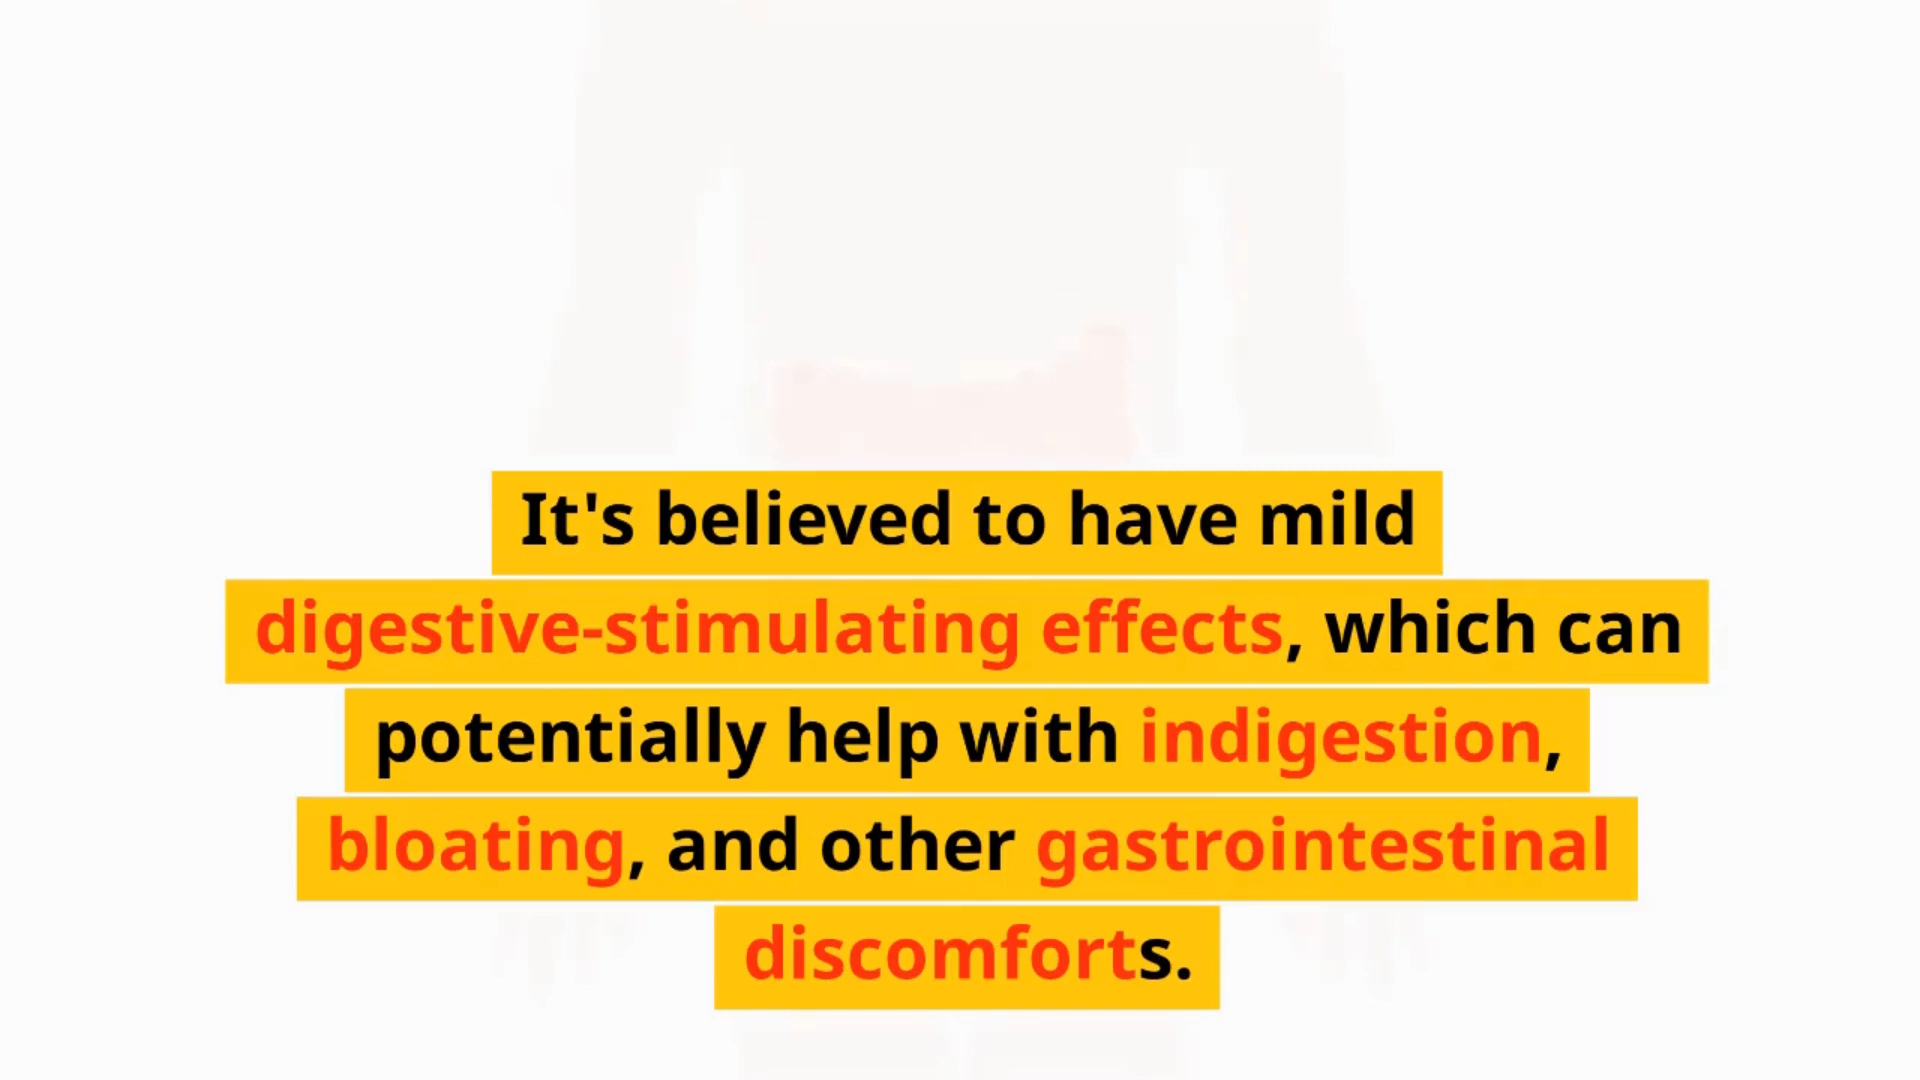 It's believed to have mild
digestive-stimulating effects, which can
potentially help with indigestion,
bloating, and other gastrointestinal
discomforts.